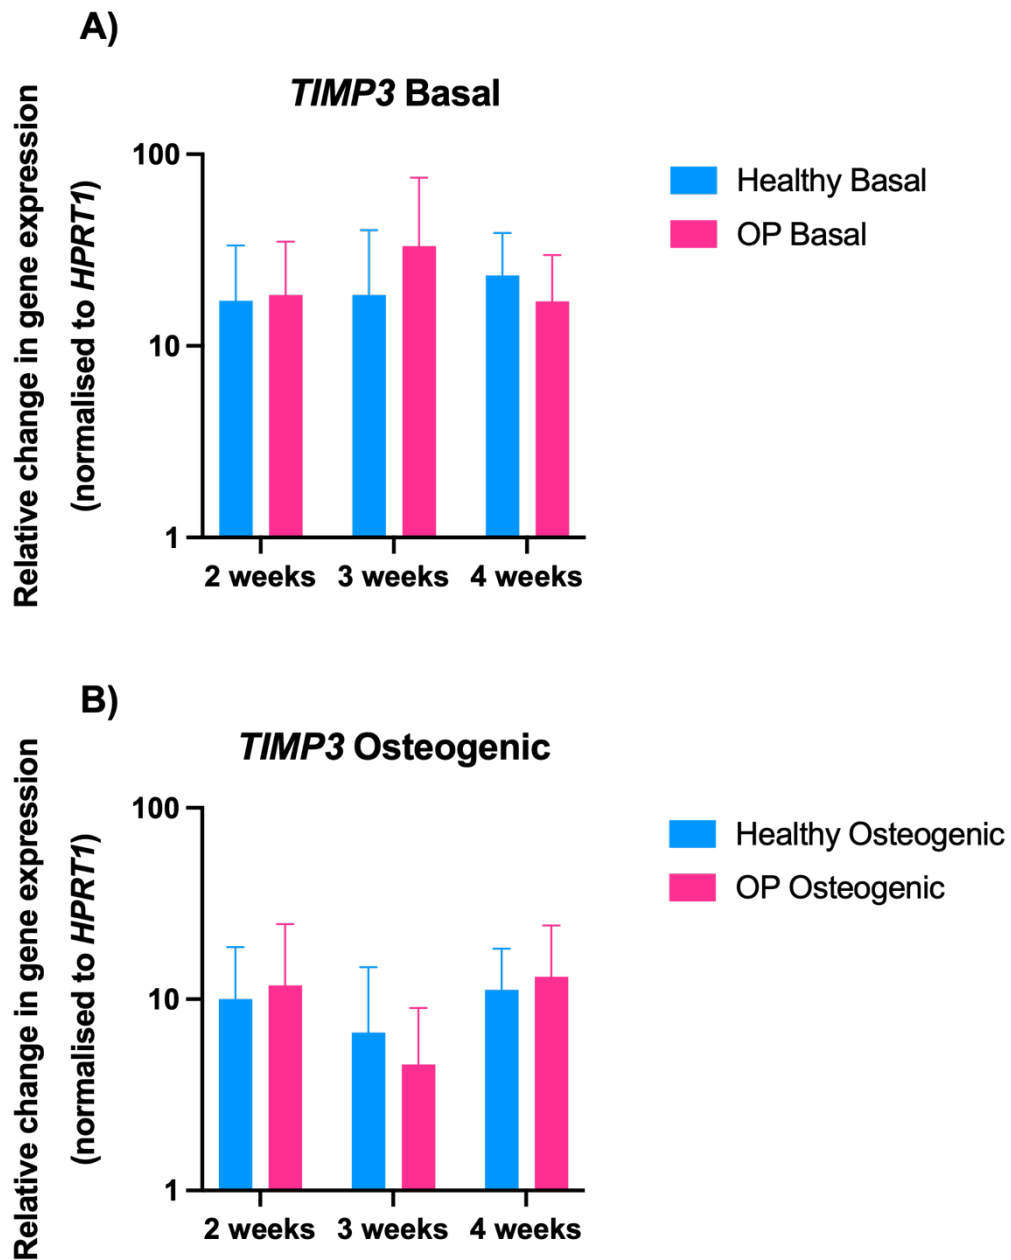 A)
TIMP3 Basal
Relative change in gene expression
(normalised to HPRT1)
100
10
1
2 weeks 3 weeks 4 weeks
Healthy Basal
OP Basal
B)
TIMP3 Osteogenic
Relative change in gene expression
(normalised to HPRT1)
100
10
1
2 weeks 3 weeks 4 weeks
Healthy Osteogenic
OP Osteogenic